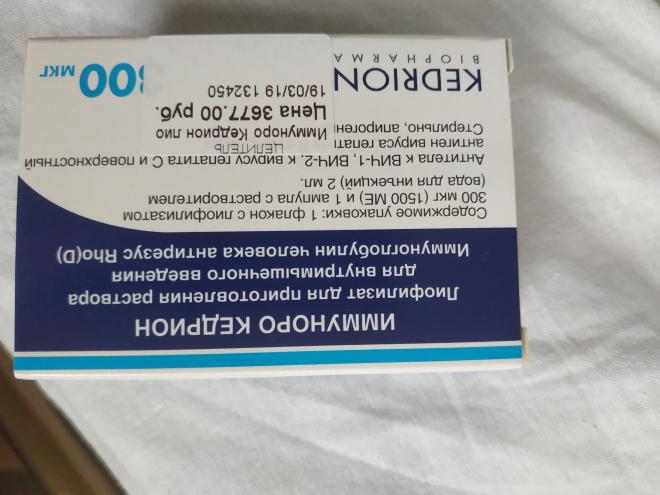 ИММУНОРО КЕДРИОН
Лиофилизат для приготовления раствора
для внутримышечного введения
Иммуноглобулин человека антирезус Rho(D)
Содержимое упаковки: 1 флакон с лиофилизатом
300 мкг (1500 МЕ) и 1 ампула с растворителем
(вода для инъекций) 2 мл.
Антитела к ВИЧ-1, ВИЧ-2, к вирусу гепатита С и поверхностный
антиген вируса гепати
Стерильно, апироген
ЦЕЛИТЕЛЬ
Иммуноро Кедрион лио
Цена 3677.00 руб.
19/03/19 132450
KEDRION
BIOPHARMA
300 мкг